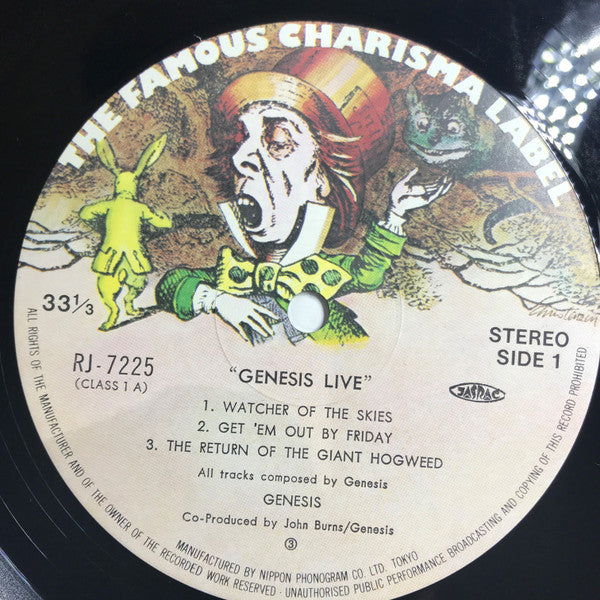 THE FAMOUS CHARISMA LABEL
33⅓
STEREO
SIDE 1
RJ-7225
(CLASS 1 A)
JASRAC
"GENESIS LIVE"
1. WATCHER OF THE SKIES
2. GET 'EM OUT BY FRIDAY
3. THE RETURN OF THE GIANT HOGWEED
All tracks composed by Genesis
GENESIS
Co-Produced by John Burns/Genesis
③
MANUFACTURED BY NIPPON PHONOGRAM CO. LTD. TOKYO
ALL RIGHTS OF THE MANUFACTURER AND OF THE OWNER OF THE RECORDED WORK RESERVED · UNAUTHORISED PUBLIC PERFORMANCE, BROADCASTING AND COPYING OF THIS RECORD PROHIBITED